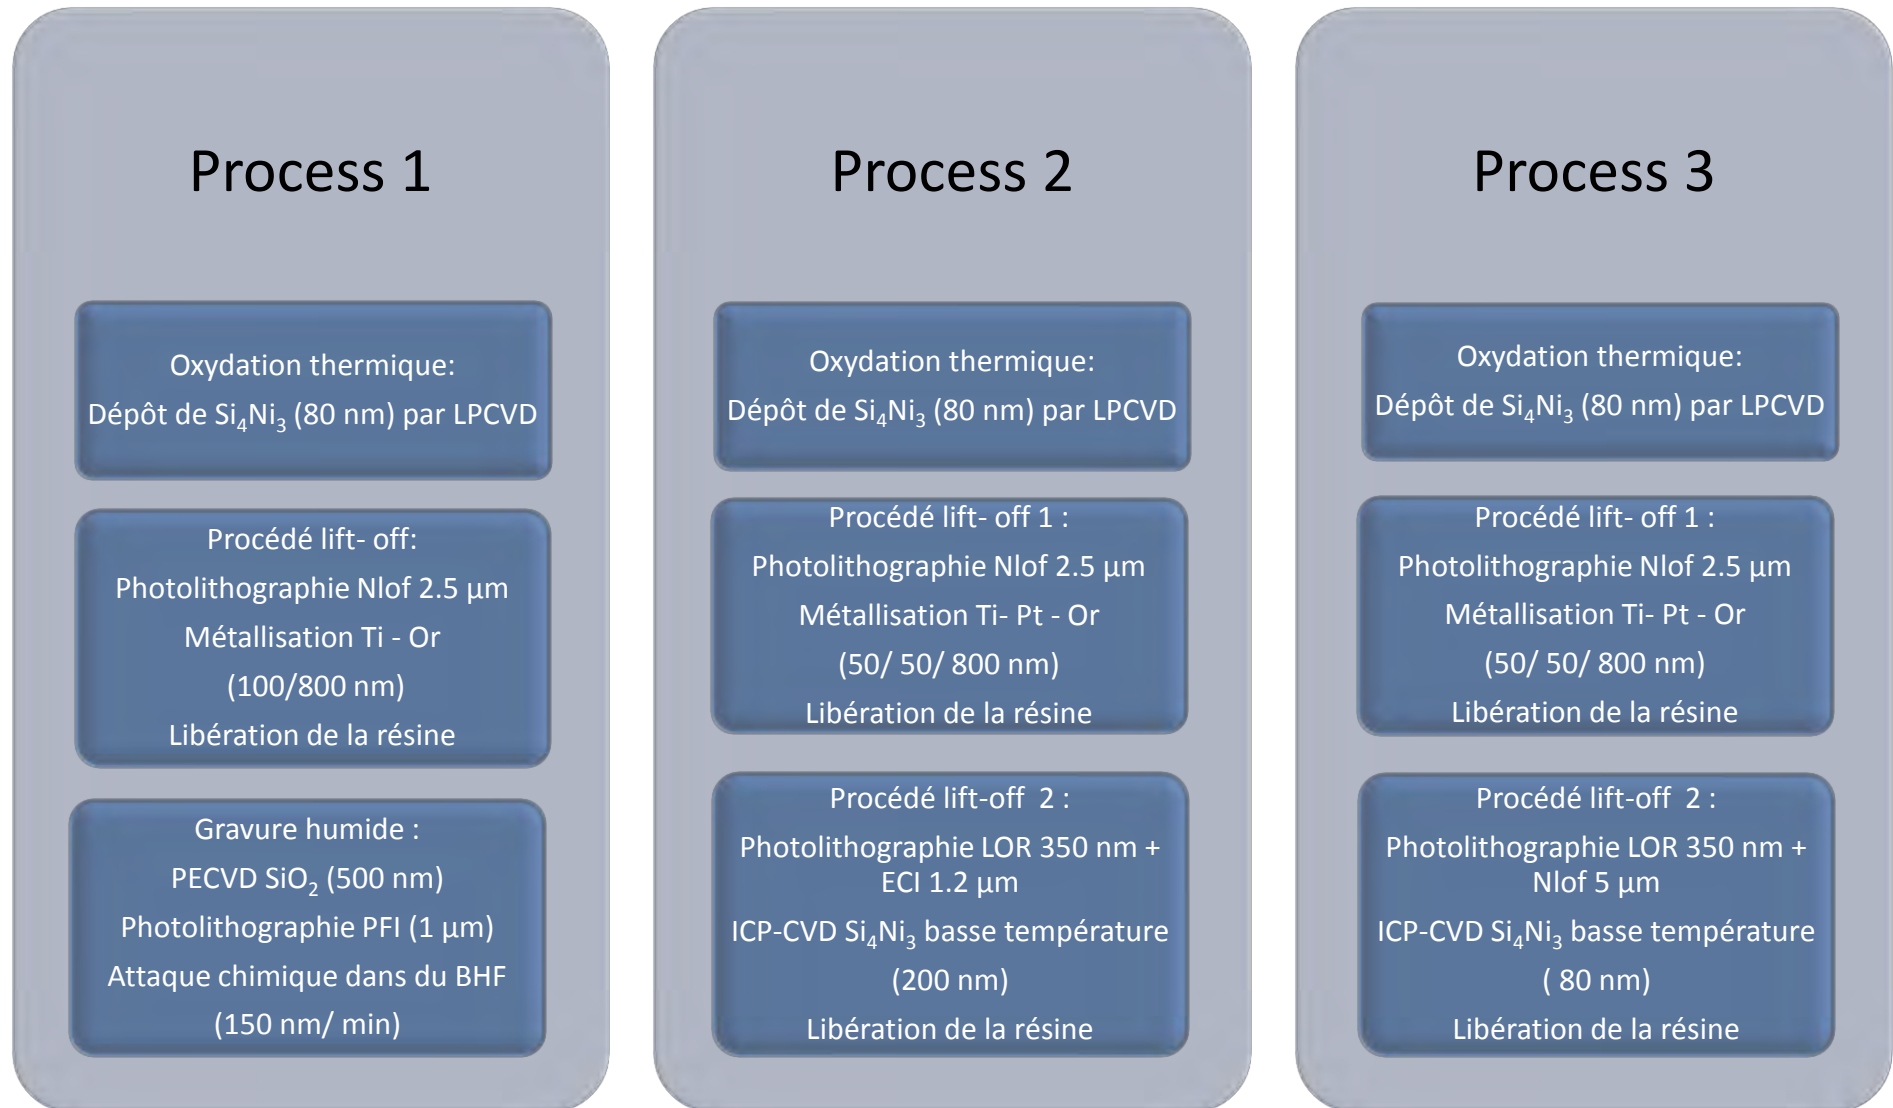 Process 1
Oxydation thermique:
Dépôt de Si₄Ni₃ (80 nm) par LPCVD
Procédé lift- off:
Photolithographie Nlof 2.5 µm
Métallisation Ti - Or
(100/800 nm)
Libération de la résine
Gravure humide :
PECVD SiO₂ (500 nm)
Photolithographie PFI (1 µm)
Attaque chimique dans du BHF
(150 nm/ min)
Process 2
Oxydation thermique:
Dépôt de Si₄Ni₃ (80 nm) par LPCVD
Procédé lift- off 1 :
Photolithographie Nlof 2.5 µm
Métallisation Ti- Pt - Or
(50/ 50/ 800 nm)
Libération de la résine
Procédé lift-off 2 :
Photolithographie LOR 350 nm +
ECI 1.2 µm
ICP-CVD Si₄Ni₃ basse température
(200 nm)
Libération de la résine
Process 3
Oxydation thermique:
Dépôt de Si₄Ni₃ (80 nm) par LPCVD
Procédé lift- off 1 :
Photolithographie Nlof 2.5 µm
Métallisation Ti- Pt - Or
(50/ 50/ 800 nm)
Libération de la résine
Procédé lift-off 2 :
Photolithographie LOR 350 nm +
Nlof 5 µm
ICP-CVD Si₄Ni₃ basse température
( 80 nm)
Libération de la résine